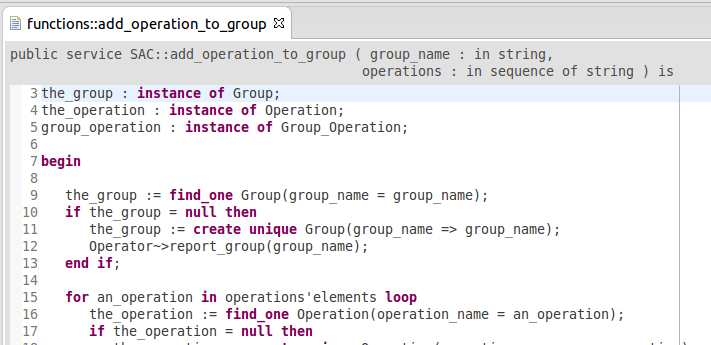 functions::add_operation_to_group
public service SAC::add_operation_to_group ( group_name : in string,
operations : in sequence of string ) is
3 the_group : instance of Group;
4 the_operation : instance of Operation;
5 group_operation : instance of Group_Operation;
6
7 begin
8
9 the_group := find_one Group(group_name = group_name);
10 if the_group = null then
11 the_group := create unique Group(group_name => group_name);
12 Operator~>report_group(group_name);
13 end if;
14
15 for an_operation in operations'elements loop
16 the_operation := find_one Operation(operation_name = an_operation);
17 if the_operation = null then